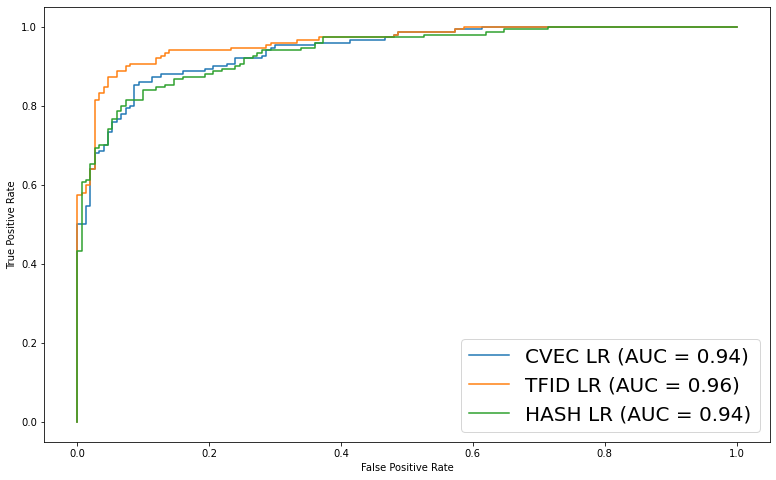 1.0
0.8
0.6
0.4
0.2
0.0
True Positive Rate
CVEC LR (AUC = 0.94)
TFID LR (AUC = 0.96)
HASH LR (AUC = 0.94)
0.0 0.2 0.4 0.6 0.8 1.0
False Positive Rate